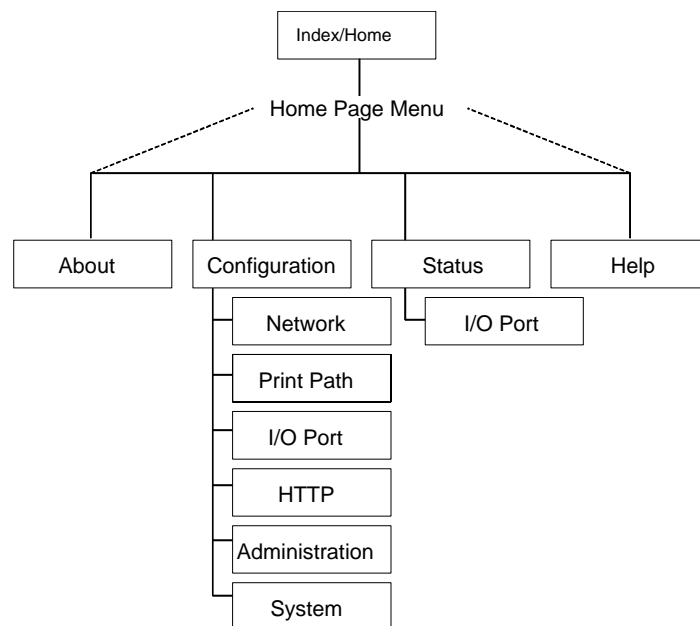 Index/Home
Home Page Menu
About
Configuration
Status
Help
Network
I/O Port
Print Path
I/O Port
HTTP
Administration
System